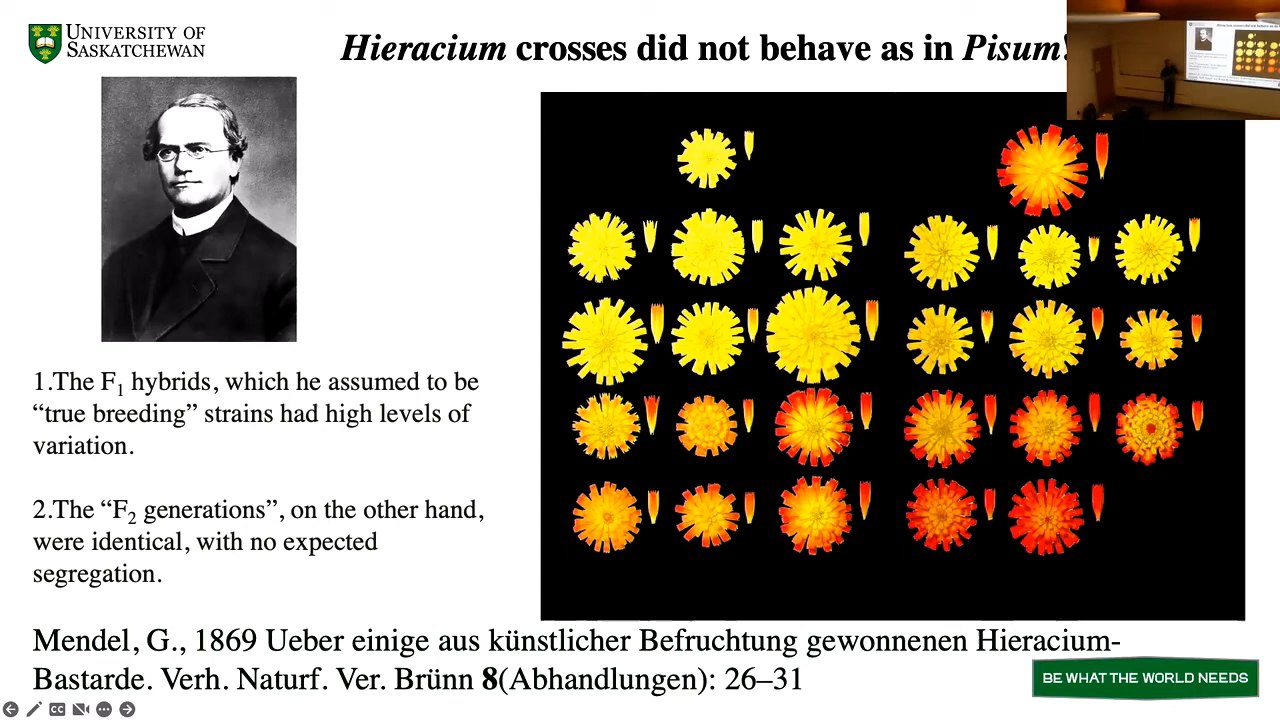 UNIVERSITY OF
SASKATCHEWAN
Hieracium crosses did not behave as in Pisum
1.The F₁ hybrids, which he assumed to be
“true breeding” strains had high levels of
variation.
2.The “F₂ generations”, on the other hand,
were identical, with no expected
segregation.
Mendel, G., 1869 Ueber einige aus künstlicher Befruchtung gewonnenen Hieracium-
Bastarde. Verh. Naturf. Ver. Brünn 8(Abhandlungen): 26–31
BE WHAT THE WORLD NEEDS
CC